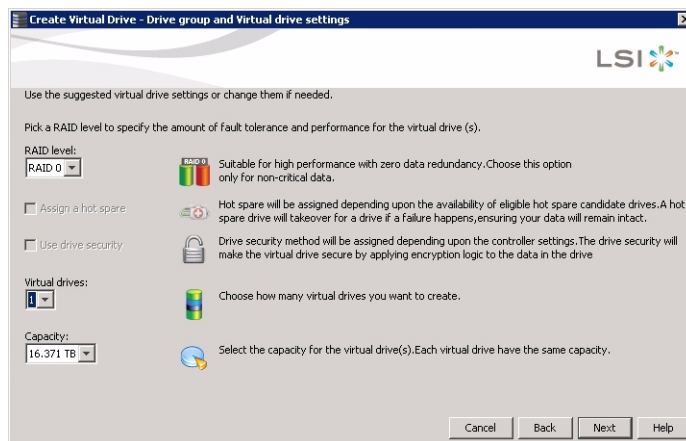 Create Virtual Drive - Drive group and Virtual drive settings
LSI
Use the suggested virtual drive settings or change them if needed.
Pick a RAID level to specify the amount of fault tolerance and performance for the virtual drive (s).
RAID level:
RAID 0
RAID 0
Suitable for high performance with zero data redundancy.Choose this option
only for non-critical data.
Assign a hot spare
Hot spare will be assigned depending upon the availability of eligible hot spare candidate drives.A hot
spare drive will takeover for a drive if a failure happens,ensuring your data will remain intact.
Use drive security
Drive security method will be assigned depending upon the controller settings.The drive security will
make the virtual drive secure by applying encryption logic to the data in the drive
Virtual drives:
1
Choose how many virtual drives you want to create.
Capacity:
16.371 TB
Select the capacity for the virtual drive(s).Each virtual drive have the same capacity.
Cancel
Back
Next
Help